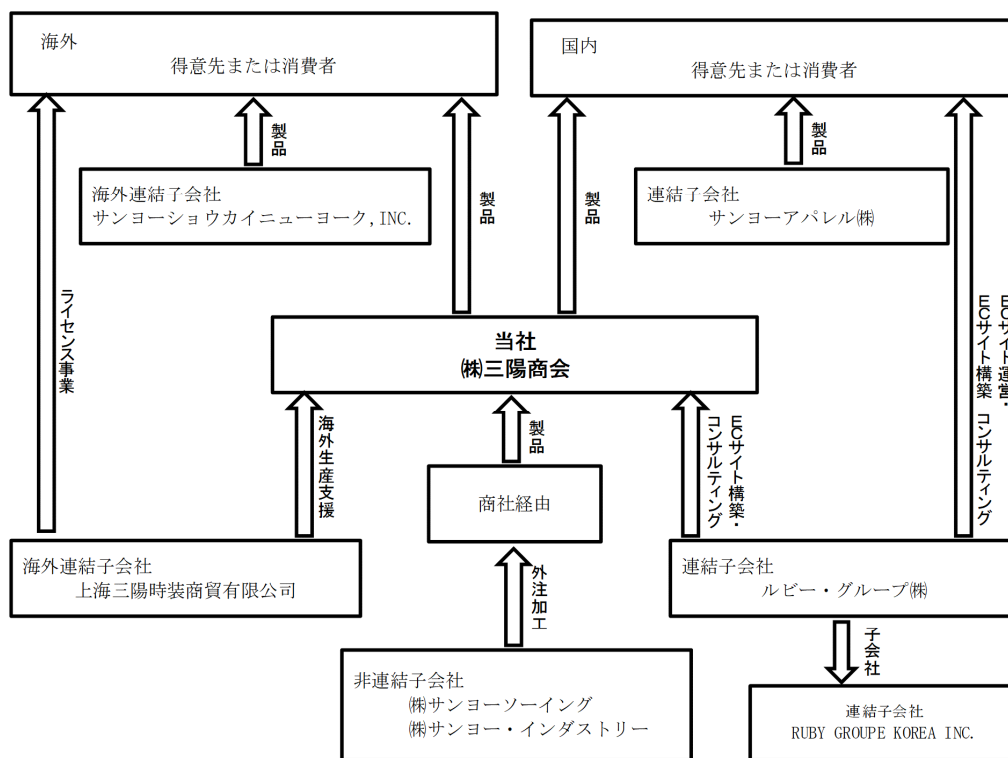 海外
得意先または消費者
国内
得意先または消費者
製品
製品
海外連結子会社
サンヨーショウカイニューヨーク,INC.
製品
製品
連結子会社
サンヨーアパレル㈱
ライセンス事業
ECサイト運営・
ECサイト構築 コンサルティング
当社
㈱三陽商会
海外生産支援
製品
ECサイト構築・
コンサルティング
商社経由
海外連結子会社
上海三陽時装商貿有限公司
外注加工
連結子会社
ルビー・グループ㈱
子会社
非連結子会社
㈱サンヨーソーイング
㈱サンヨー・インダストリー
連結子会社
RUBY GROUPE KOREA INC.